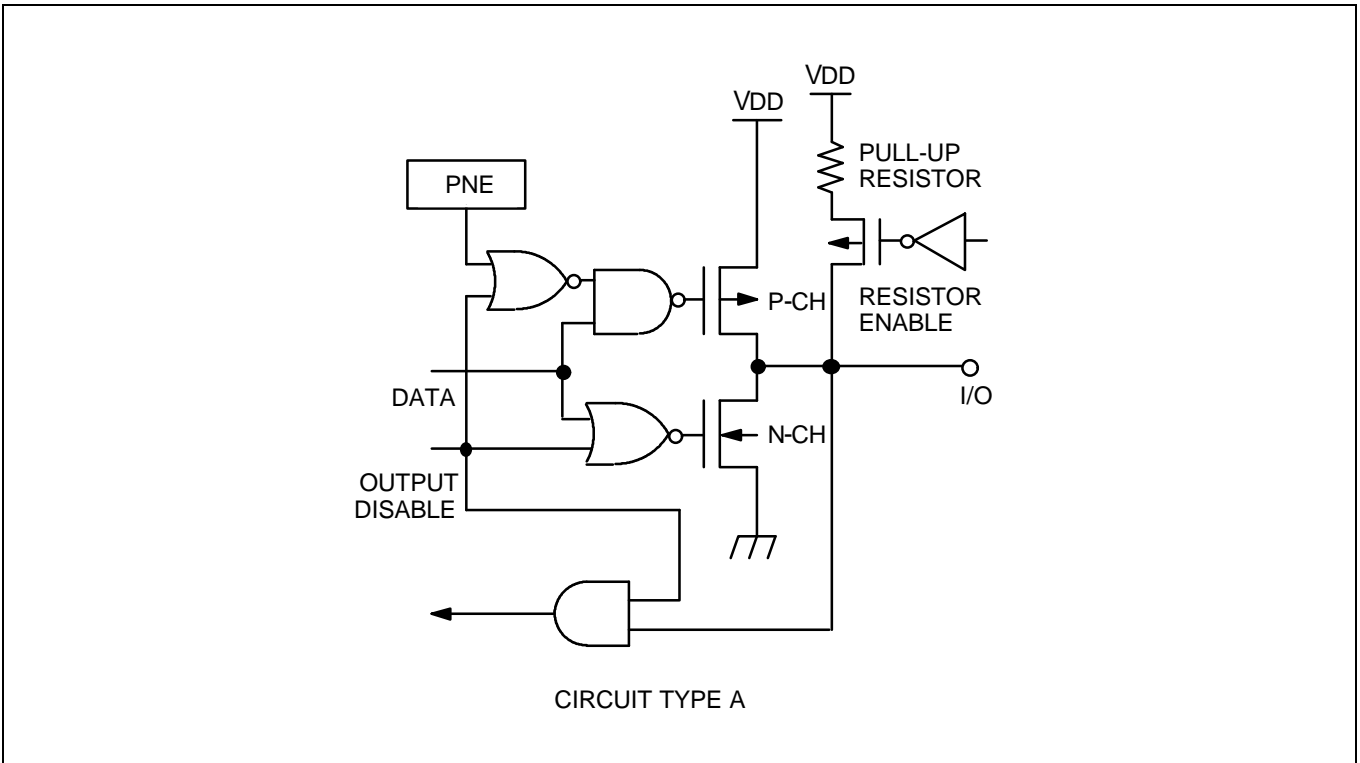 VDD
VDD
PULL-UP
RESISTOR
PNE
P-CH
RESISTOR
ENABLE
DATA
I/O
N-CH
OUTPUT
DISABLE
CIRCUIT TYPE A